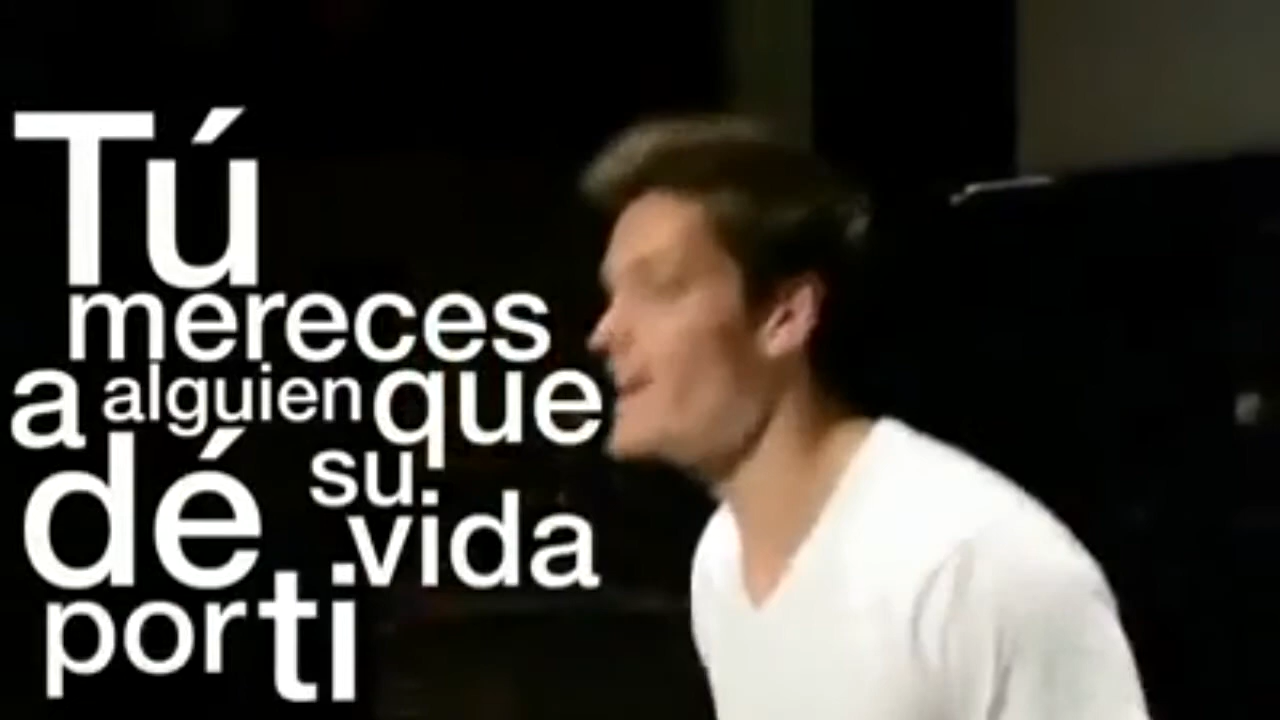 Tú
mereces
a alguien que
dé su
vida
por ti